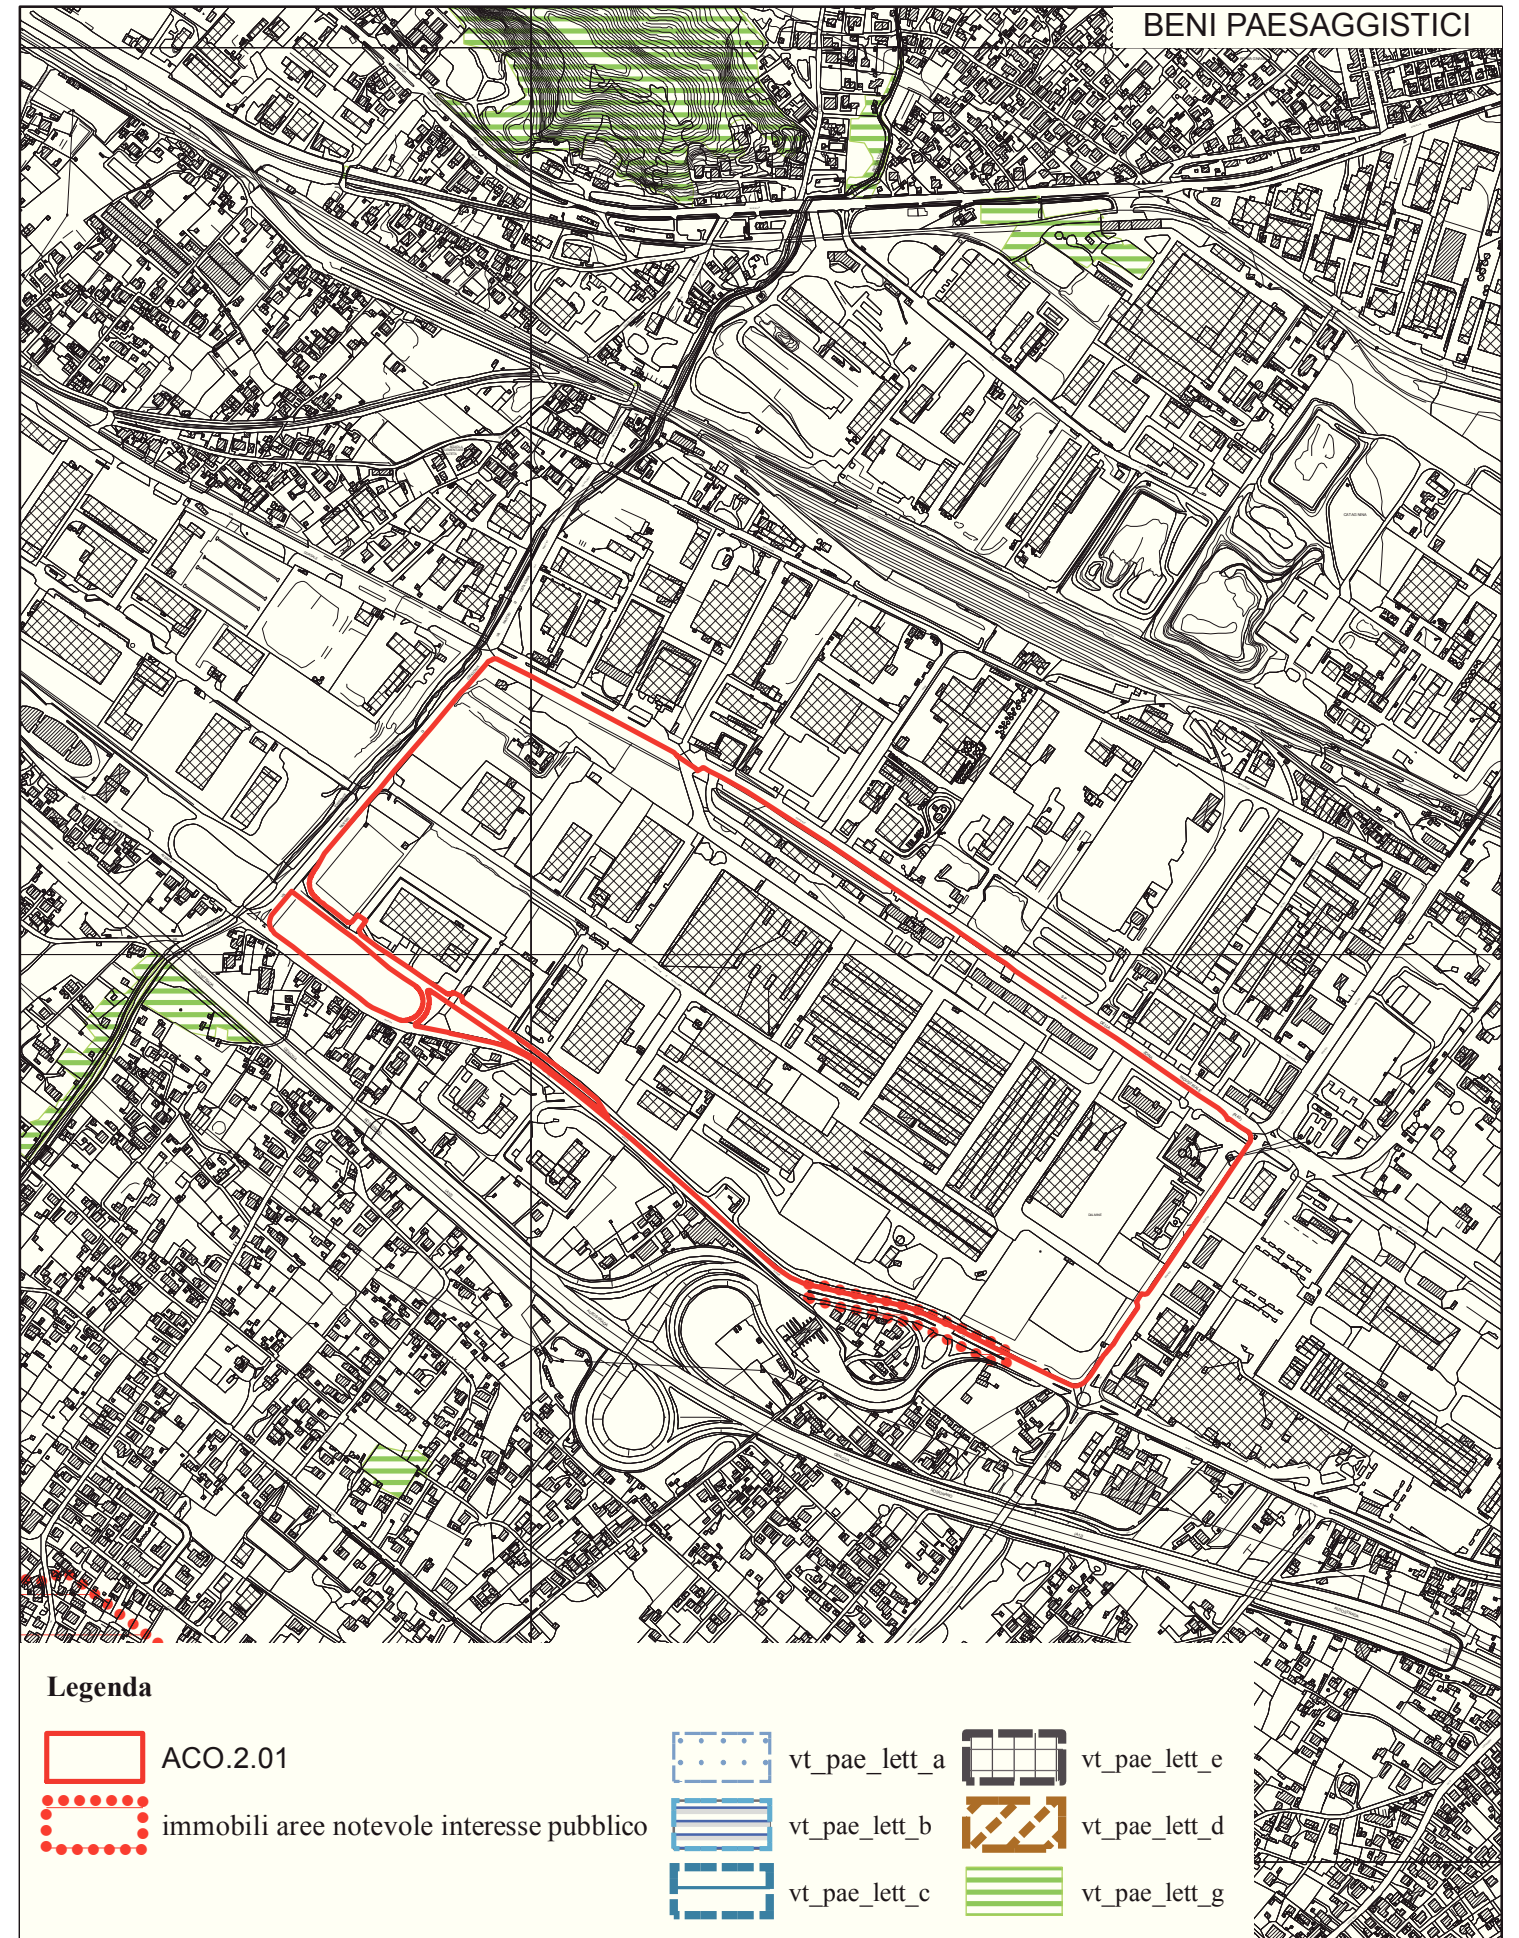 BENI PAESAGGISTICI
Legenda
ACO.2.01
immobili aree notevole interesse pubblico
vt_pae_lett_a
vt_pae_lett_b
vt_pae_lett_c
vt_pae_lett_e
vt_pae_lett_d
vt_pae_lett_g